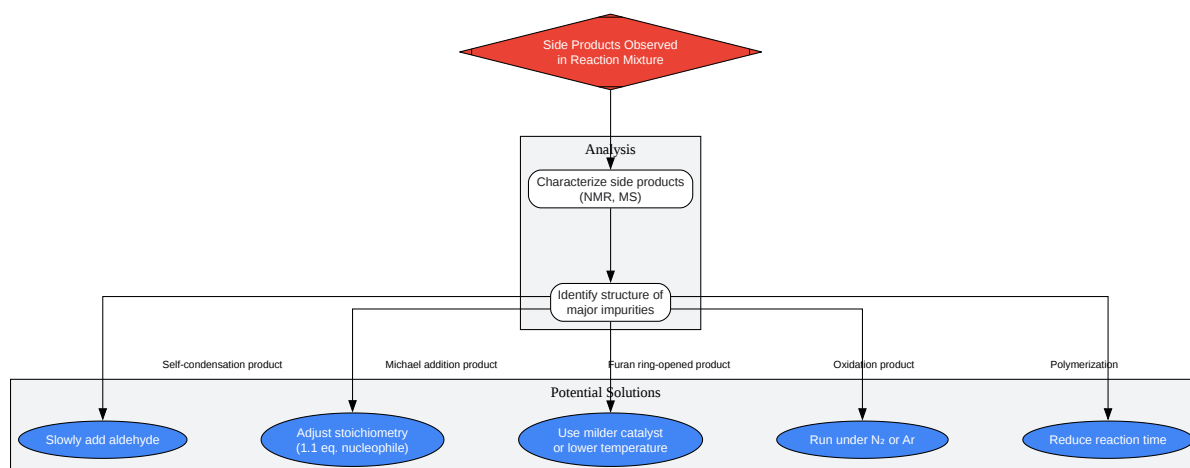 Side Products Observed
in Reaction Mixture
Analysis
Characterize side products
(NMR, MS)
Identify structure of
major impurities
Self-condensation product
Michael addition product
Furan ring-opened product
Oxidation product
Polymerization
Potential Solutions
Slowly add aldehyde
Adjust stoichiometry
(1.1 eq. nucleophile)
Use milder catalyst
or lower temperature
Run under N₂ or Ar
Reduce reaction time